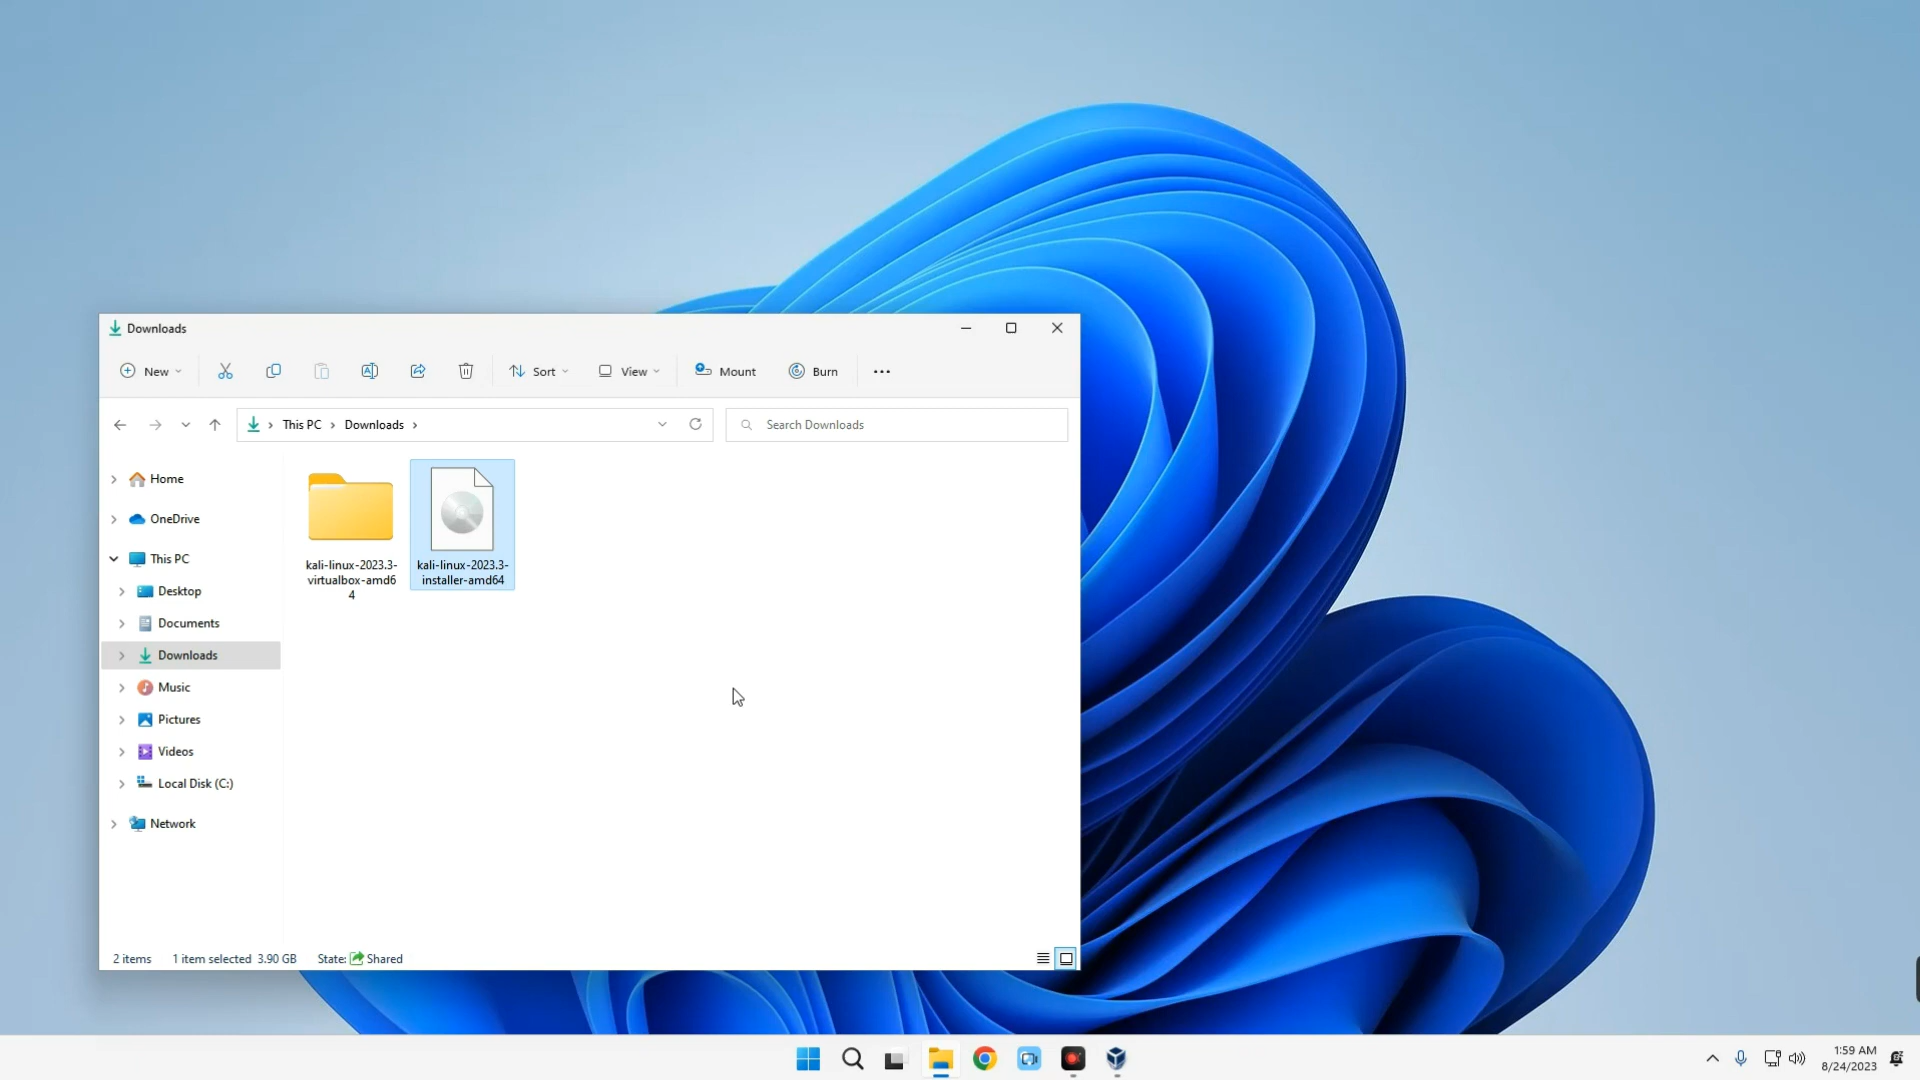 Downloads
New
Sort
View
Mount
Burn
This PC
Downloads
Search Downloads
Home
OneDrive
This PC
Desktop
Documents
Downloads
Music
Pictures
Videos
Local Disk (C:)
Network
kali-linux-2023.3-
virtualbox-amd6
4
kali-linux-2023.3-
installer-amd64
2 items
1 item selected 3.90 GB
State: Shared
1:59 AM
8/24/2023